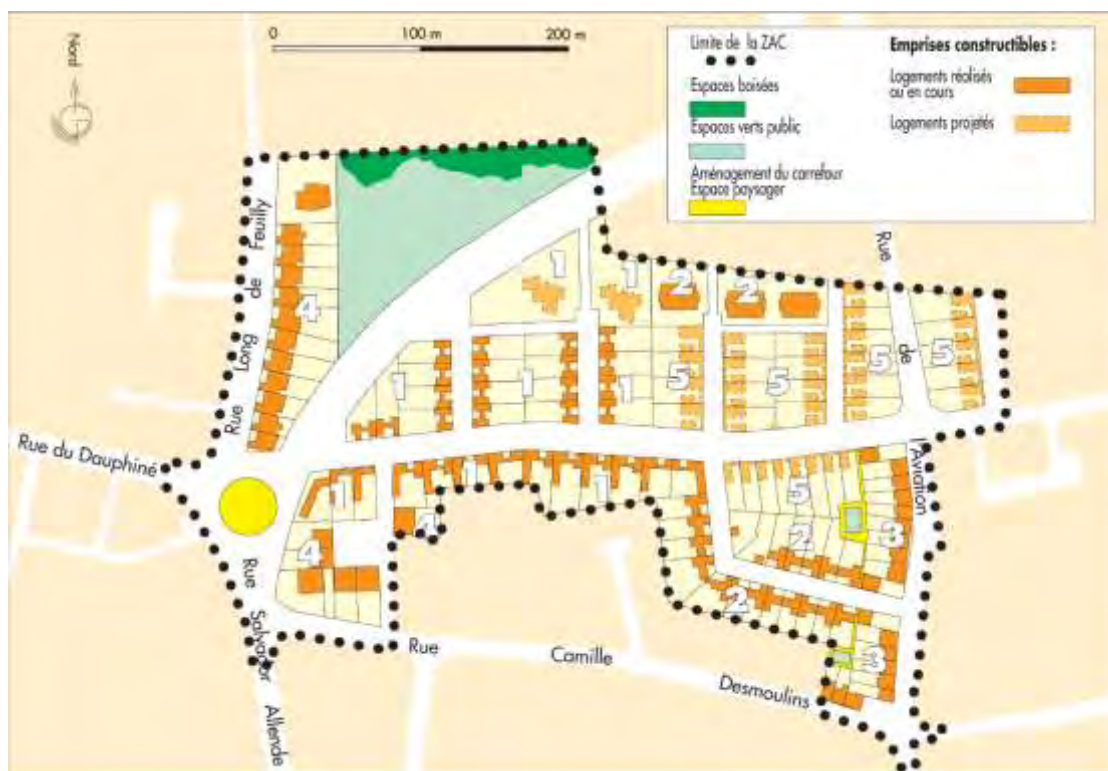 Nord
0 100 m 200 m
Limite de la ZAC
Espaces boisées
Espaces verts public
Aménagement du carrefour
Espace paysager
Emprises constructibles :
Logements réalisés
ou en cours
Logements projetés
Rue Long de Feuilly
4
1
1
2
2
1
1
1
5
5
5
5
Rue de l'Aviation
Rue du Dauphiné
1
4
4
1
1
5
2
3
2
3
Rue Salvador Allende
Rue Camille Desmoulins